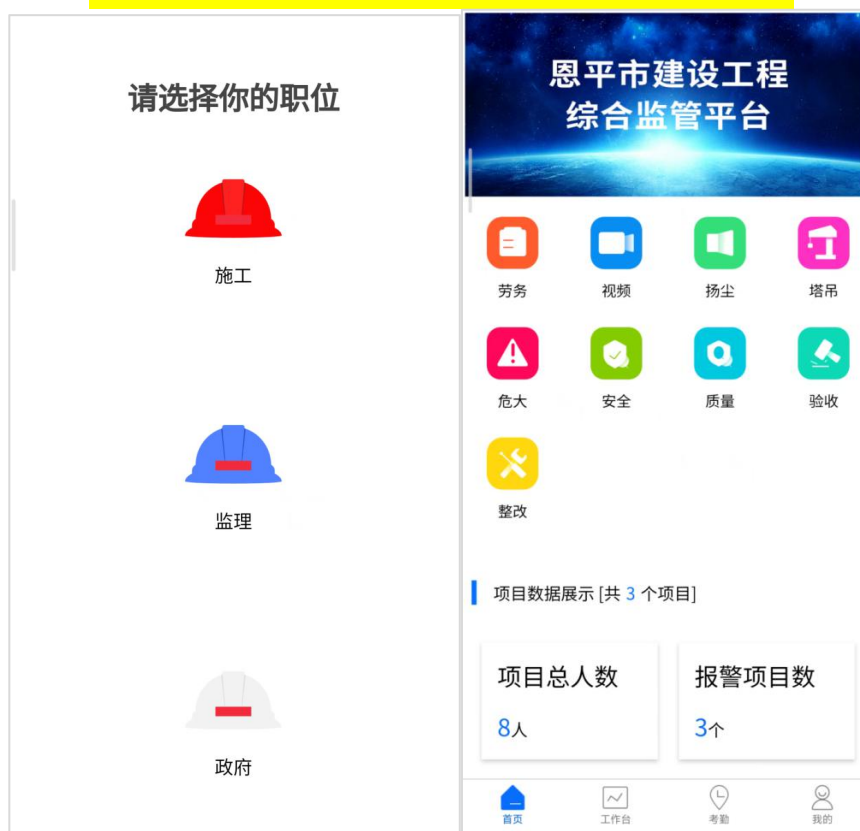 请选择你的职位
施工
监理
政府
恩平市建设工程
综合监管平台
劳务
视频
扬尘
塔吊
危大
安全
质量
验收
整改
项目数据展示 [共 3 个项目]
项目总人数
8人
报警项目数
3个
首页
工作台
考勤
我的